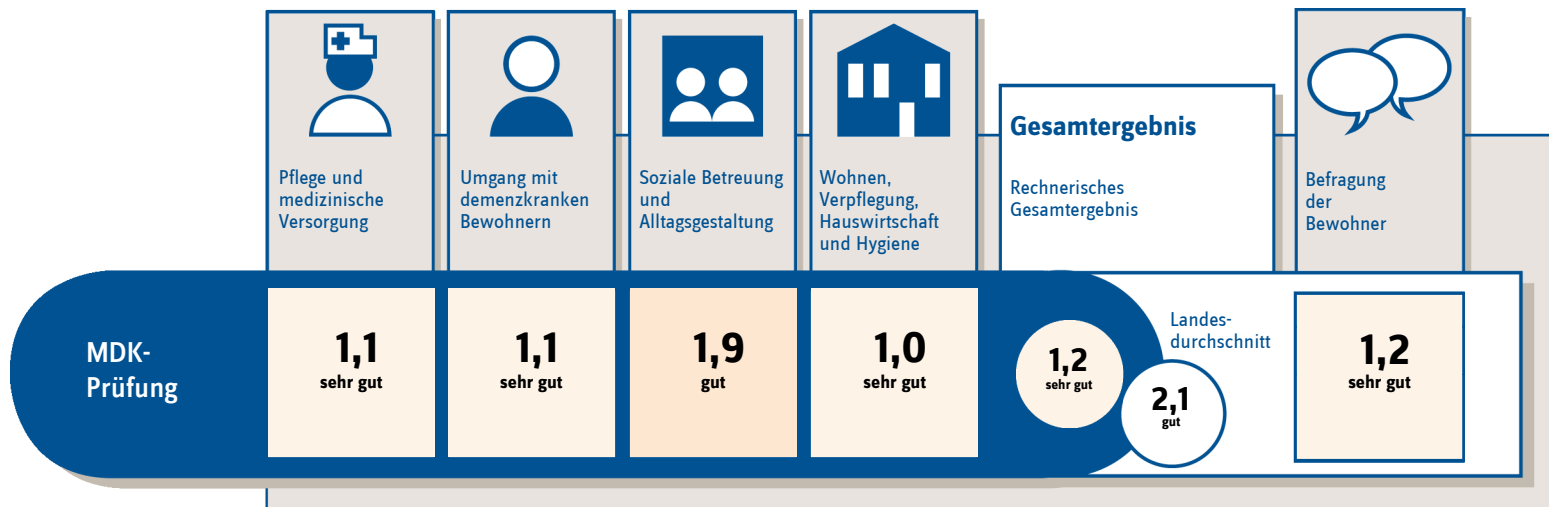 Pflege und
medizinische
Versorgung
Umgang mit
demenzkranken
Bewohnern
Soziale Betreuung
und
Alltagsgestaltung
Wohnen,
Verpflegung,
Hauswirtschaft
und Hygiene
Gesamtergebnis
Rechnerisches
Gesamtergebnis
Befragung
der
Bewohner
MDK-
Prüfung
1,1
sehr gut
1,1
sehr gut
1,9
gut
1,0
sehr gut
1,2
sehr gut
Landes-
durchschnitt
2,1
gut
1,2
sehr gut